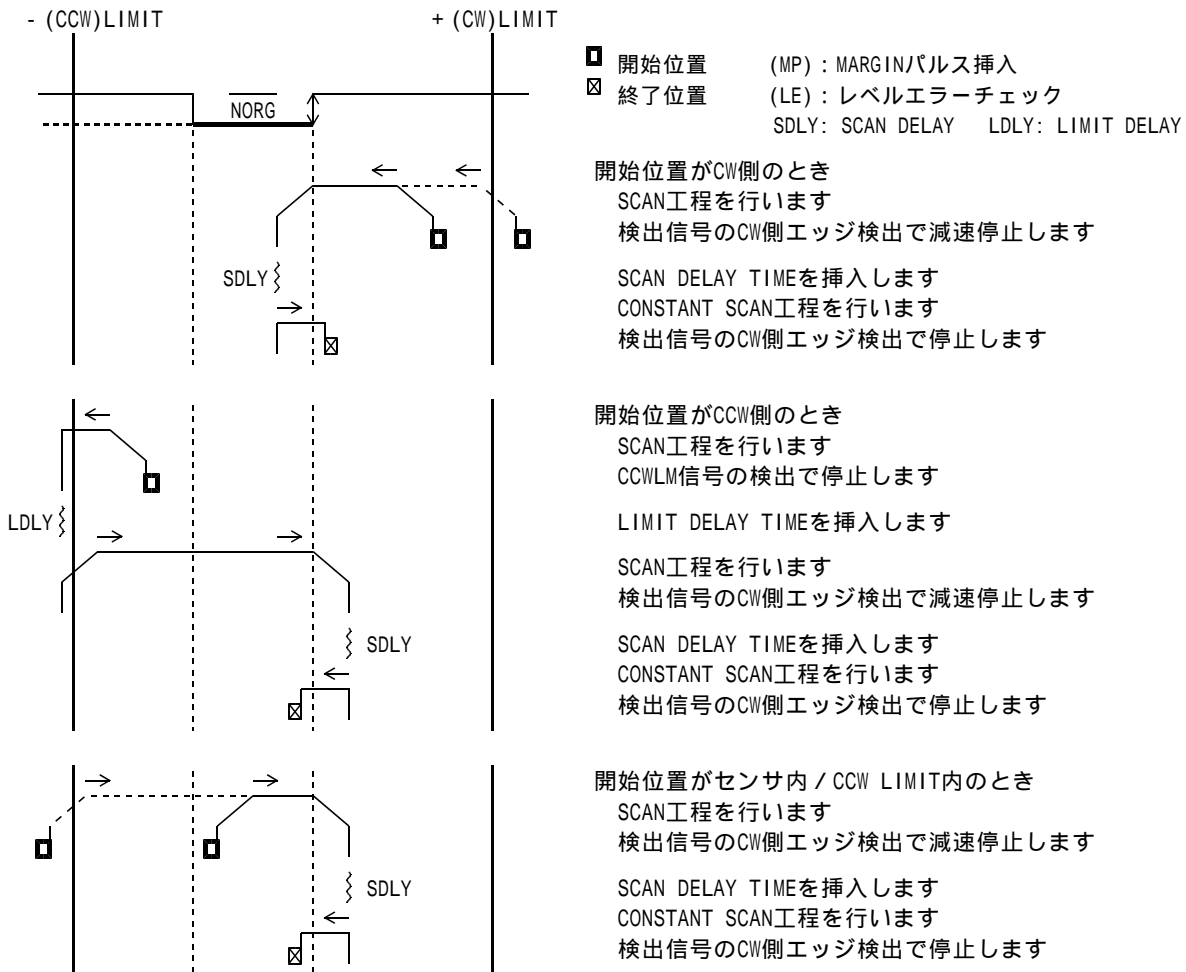 - (CCW)LIMIT
+ (CW)LIMIT
NORG
開始位置 (MP) : MARGINパルス挿入
終了位置 (LE) : レベルエラーチェック
SDLY: SCAN DELAY LDLY: LIMIT DELAY
開始位置がCW側のとき
SCAN工程を行います
検出信号のCW側エッジ検出で減速停止します
SDLY
SCAN DELAY TIMEを挿入します
CONSTANT SCAN工程を行います
検出信号のCW側エッジ検出で停止します
開始位置がCCW側のとき
SCAN工程を行います
CCWLM信号の検出で停止します
LDLY
LIMIT DELAY TIMEを挿入します
SCAN工程を行います
検出信号のCW側エッジ検出で減速停止します
SDLY
SCAN DELAY TIMEを挿入します
CONSTANT SCAN工程を行います
検出信号のCW側エッジ検出で停止します
開始位置がセンサ内 / CCW LIMIT内のとき
SCAN工程を行います
検出信号のCW側エッジ検出で減速停止します
SDLY
SCAN DELAY TIMEを挿入します
CONSTANT SCAN工程を行います
検出信号のCW側エッジ検出で停止します